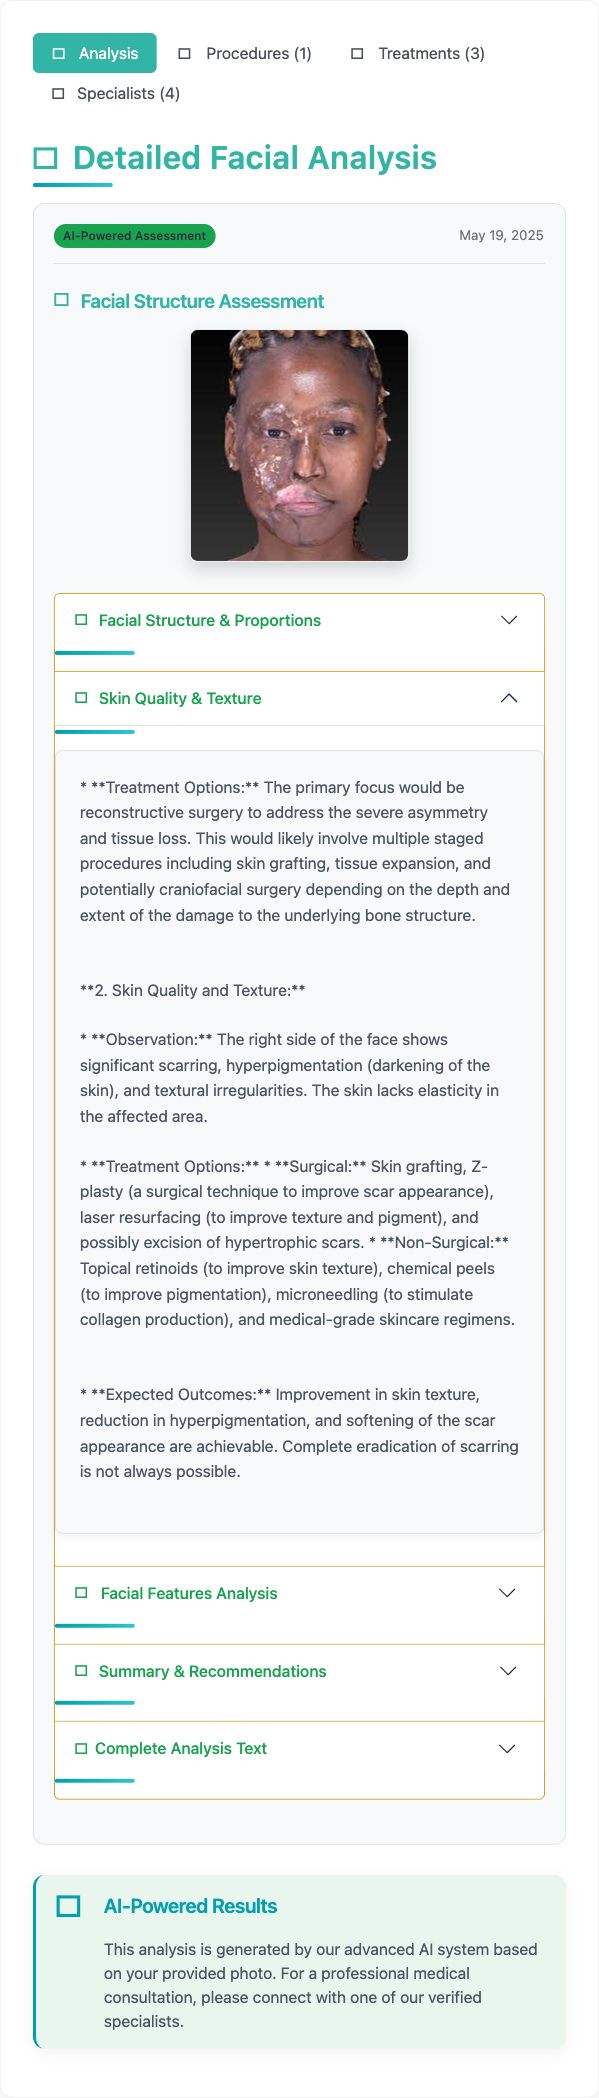 Analysis
Procedures (1)
Treatments (3)
Specialists (4)
Detailed Facial Analysis
AI-Powered Assessment
May 19, 2025
Facial Structure Assessment
Facial Structure & Proportions
Skin Quality & Texture
* **Treatment Options:** The primary focus would be
reconstructive surgery to address the severe asymmetry
and tissue loss. This would likely involve multiple staged
procedures including skin grafting, tissue expansion, and
potentially craniofacial surgery depending on the depth and
extent of the damage to the underlying bone structure.
**2. Skin Quality and Texture:**
* **Observation:** The right side of the face shows
significant scarring, hyperpigmentation (darkening of the
skin), and textural irregularities. The skin lacks elasticity in
the affected area.
* **Treatment Options:** * **Surgical:** Skin grafting, Z-
plasty (a surgical technique to improve scar appearance),
laser resurfacing (to improve texture and pigment), and
possibly excision of hypertrophic scars. * **Non-Surgical:**
Topical retinoids (to improve skin texture), chemical peels
(to improve pigmentation), microneedling (to stimulate
collagen production), and medical-grade skincare regimens.
* **Expected Outcomes:** Improvement in skin texture,
reduction in hyperpigmentation, and softening of the scar
appearance are achievable. Complete eradication of scarring
is not always possible.
Facial Features Analysis
Summary & Recommendations
Complete Analysis Text
AI-Powered Results
This analysis is generated by our advanced AI system based
on your provided photo. For a professional medical
consultation, please connect with one of our verified
specialists.